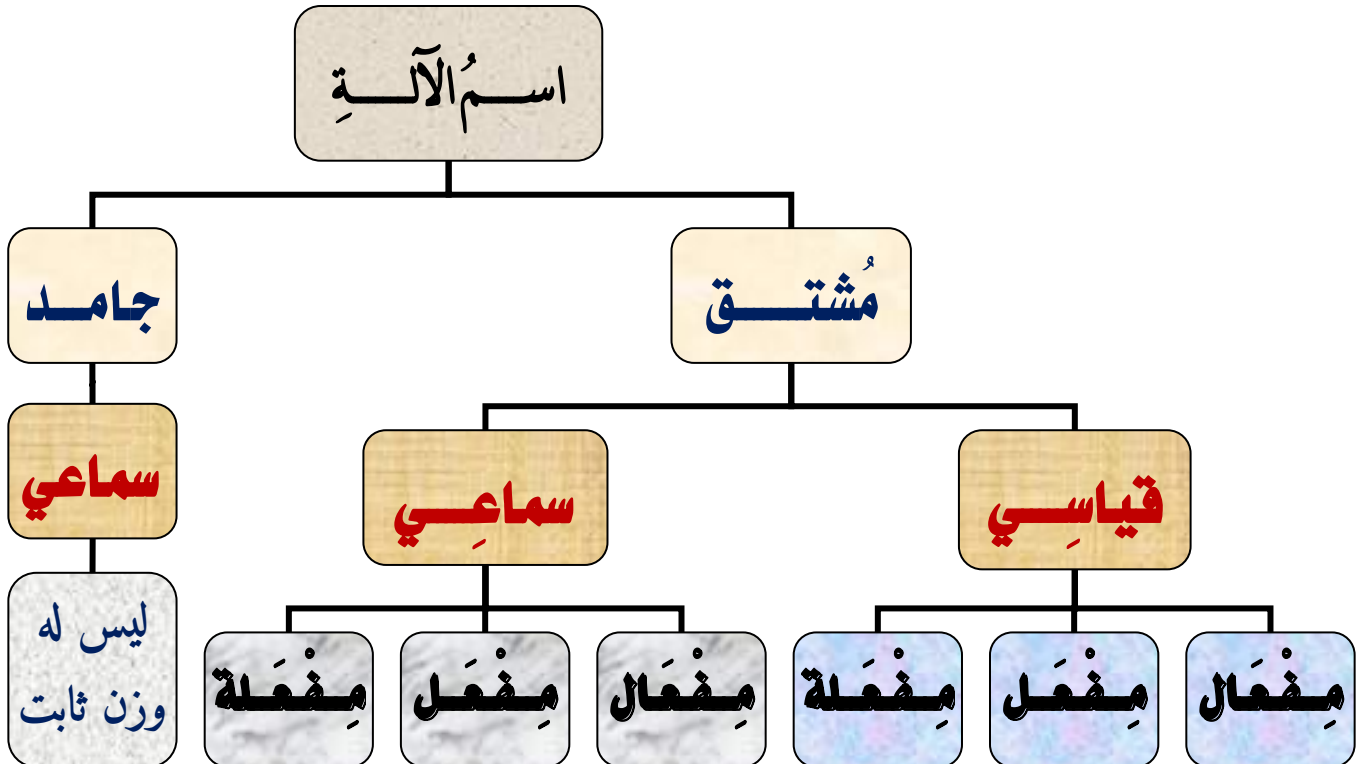 اسمُ الآلةِ
مُشتق
جامد
قياسِي
سماعِي
سماعي
مِفْعَال
مِفْعَل
مِفْعَلة
مِفْعَال
مِفْعَل
مِفْعَلة
ليس له
وزن ثابت